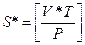 S* = [V*T / P]